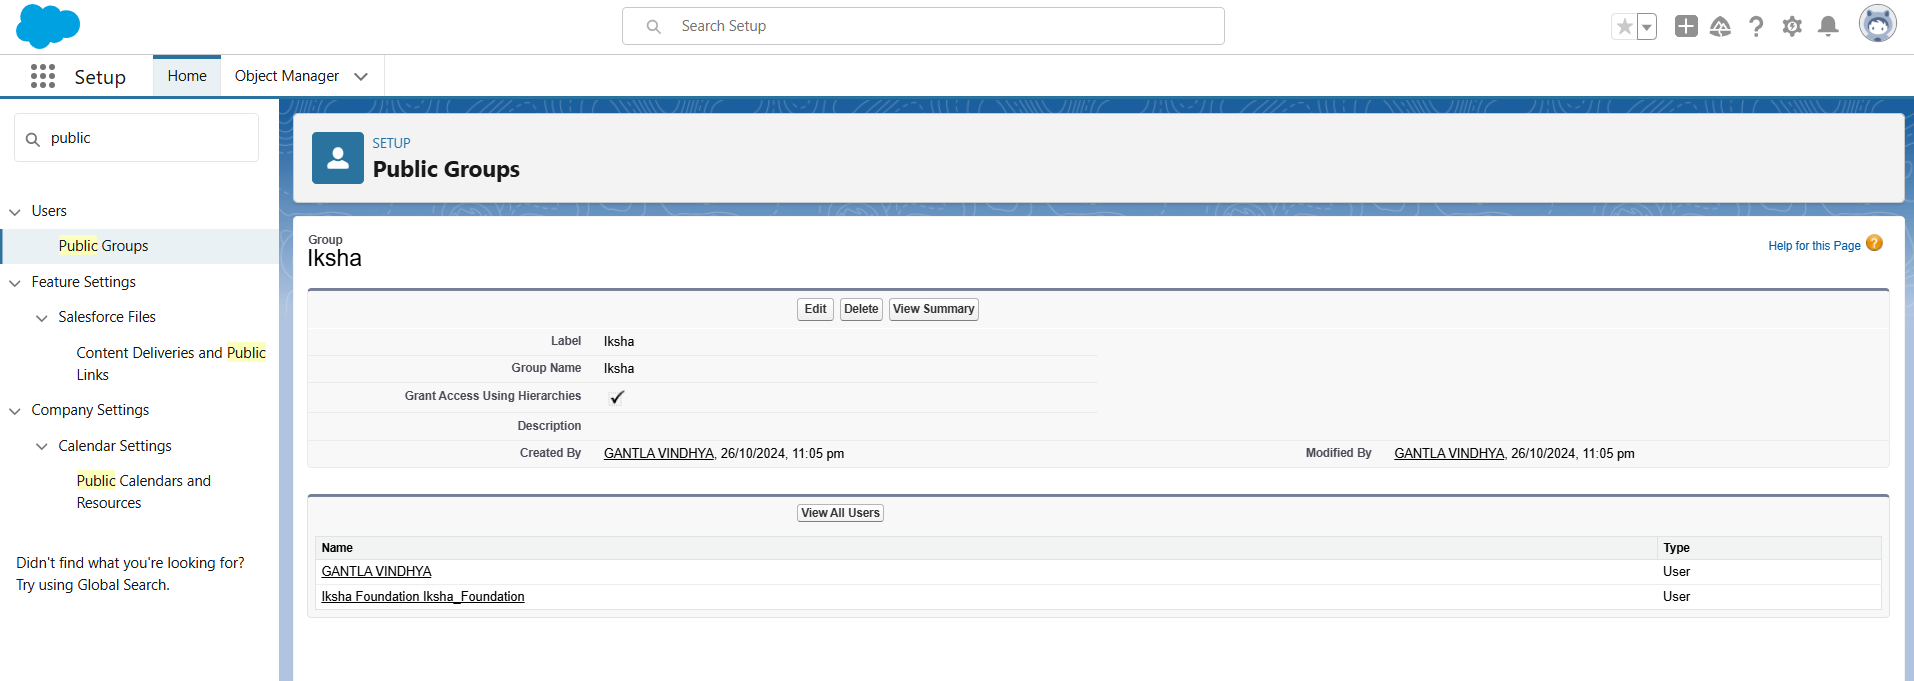 Search Setup
Setup
Home
Object Manager
public
Users
Public Groups
Feature Settings
Salesforce Files
Content Deliveries and Public
Links
Company Settings
Calendar Settings
Public Calendars and
Resources
Didn't find what you're looking for?
Try using Global Search.
SETUP
Public Groups
Group
Iksha
Help for this Page
Edit Delete View Summary
Label Iksha
Group Name Iksha
Grant Access Using Hierarchies
Description
Created By GANTLA VINDHYA, 26/10/2024, 11:05 pm Modified By GANTLA VINDHYA, 26/10/2024, 11:05 pm
View All Users
Name Type
GANTLA VINDHYA User
Iksha Foundation Iksha_Foundation User